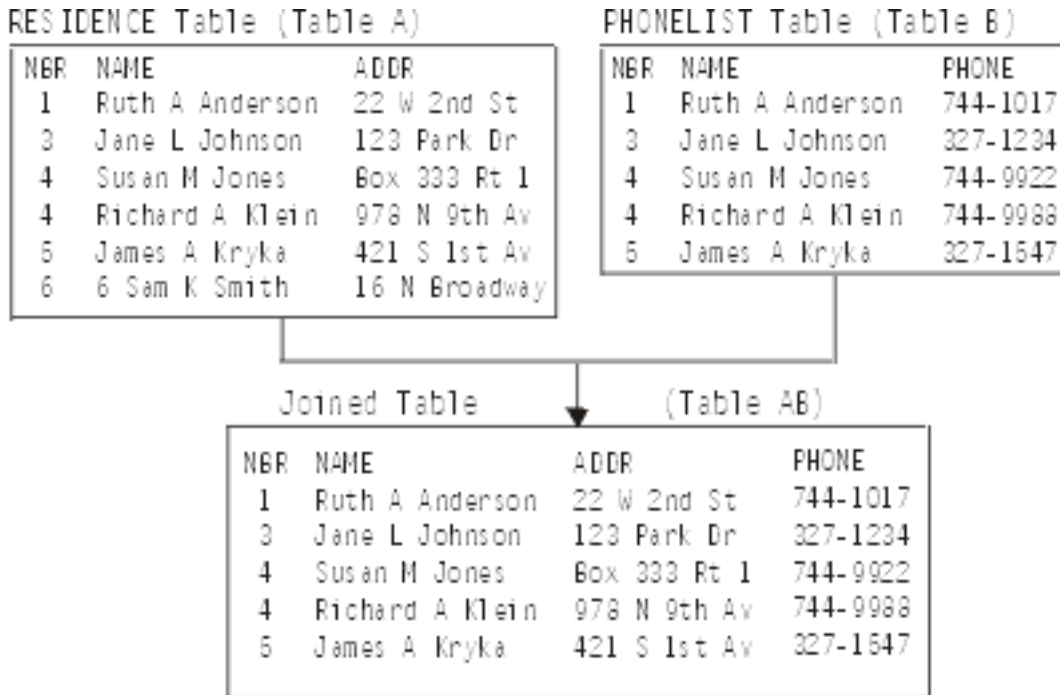 RESIDENCE Table (Table A)
NBR NAME ADDR
1 Ruth A Anderson 22 W 2nd St
3 Jane L Johnson 123 Park Dr
4 Susan M Jones Box 333 Rt 1
4 Richard A Klein 978 N 9th Av
5 James A Kryka 421 S 1st Av
6 6 Sam K Smith 16 N Broadway
PHONELIST Table (Table B)
NBR NAME PHONE
1 Ruth A Anderson 744-1017
3 Jane L Johnson 327-1234
4 Susan M Jones 744-9922
4 Richard A Klein 744-9988
5 James A Kryka 327-1547
Joined Table (Table AB)
NBR NAME ADDR PHONE
1 Ruth A Anderson 22 W 2nd St 744-1017
3 Jane L Johnson 123 Park Dr 327-1234
4 Susan M Jones Box 333 Rt 1 744-9922
4 Richard A Klein 978 N 9th Av 744-9988
5 James A Kryka 421 S 1st Av 327-1547